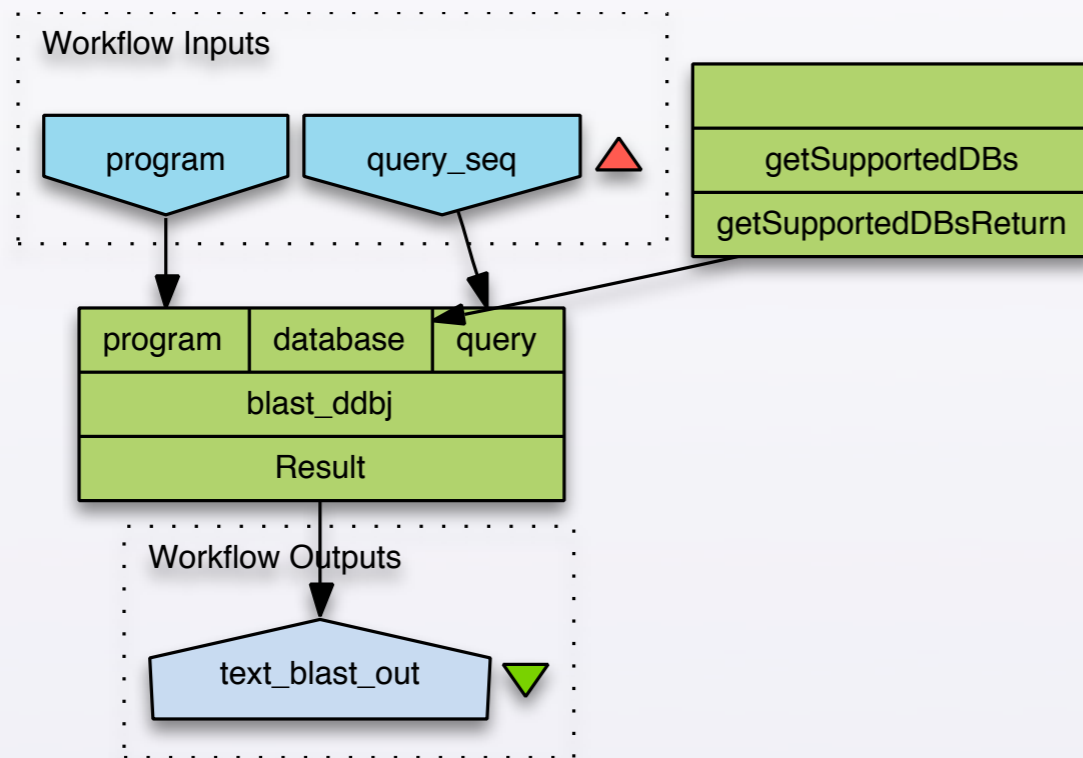 Workflow Inputs
program
query_seq
getSupportedDBs
getSupportedDBsReturn
program
database
query
blast_ddbj
Result
Workflow Outputs
text_blast_out